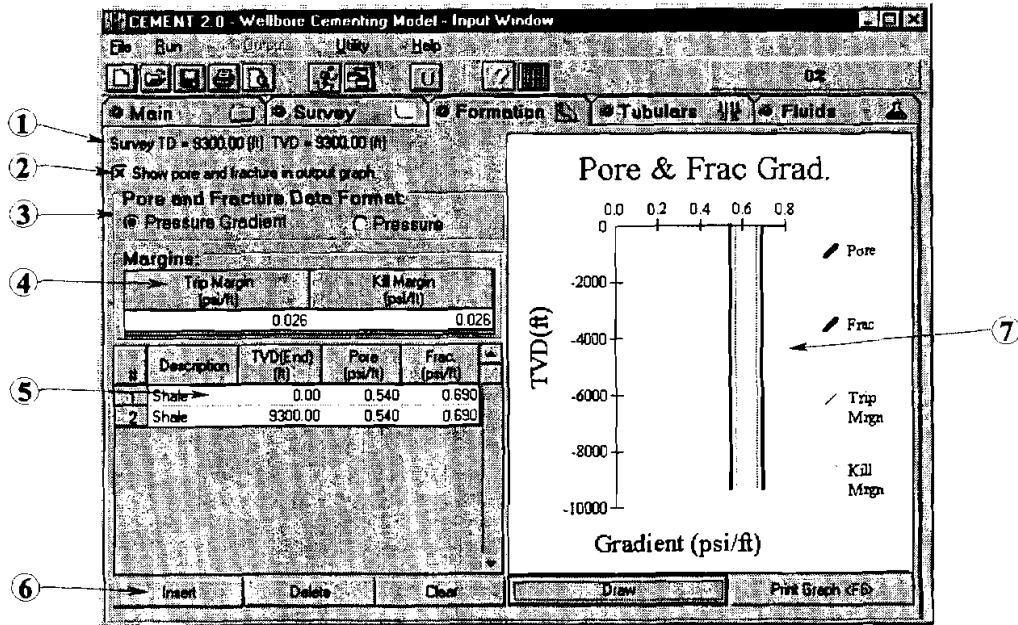 CEMENT 2.0 - Wellbore Cementing Model - Input Window
File Run Output Utility Help
U ? 0%
Main Survey Formation Tubulars Fluids
1 Survey TD = 9300.00 (ft) TVD = 9300.00 (ft)
2 Show pore and fracture in output graph
Pore and Fracture Data Format:
3 Pressure Gradient Pressure
Margins:
4 Trip Margin (psi/ft) Kill Margin (psi/ft)
0.026 0.026
# Description TVD(End) (ft) Pore (psi/ft) Frac. (psi/ft)
5
1 Shale 0.00 0.540 0.690
2 Shale 9300.00 0.540 0.690
6 Insert Delete Clear
Pore & Frac Grad.
0.0 0.2 0.4 0.6 0.8
0
-2000
-4000
-6000
-8000
-10000
TVD(ft)
Gradient (psi/ft)
Pore
Frac
Trip Mrgn
Kill Mrgn
7
Draw Print Graph <F6>